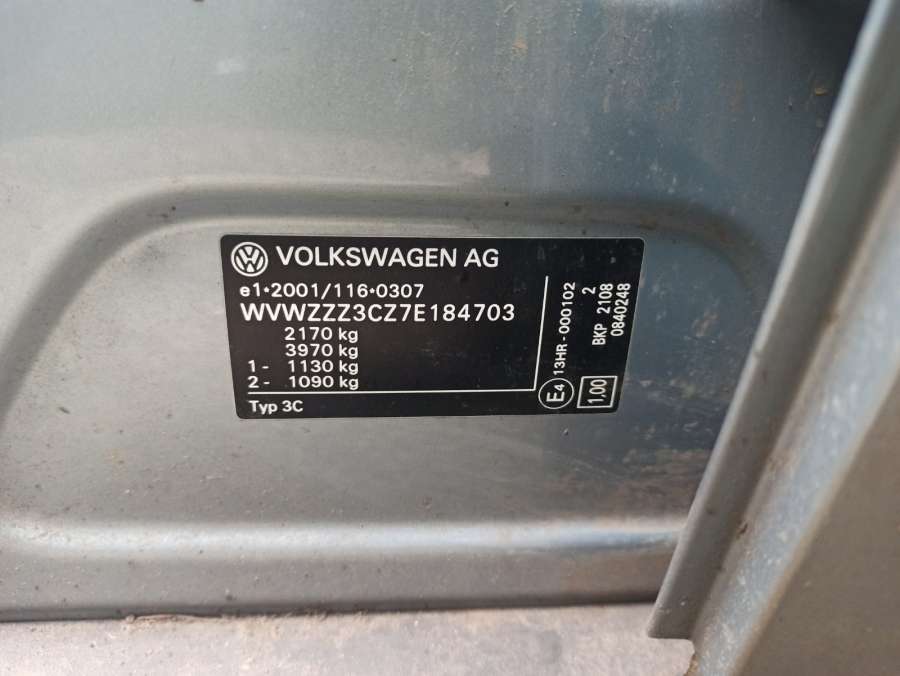 VOLKSWAGEN AG
e1*2001/116*0307
WVWZZZ3CZ7E184703
2170 kg
3970 kg
1 - 1130 kg
2 - 1090 kg
Typ 3C
E4 13HR-000102
1,00
2
BKP 2108
0840248